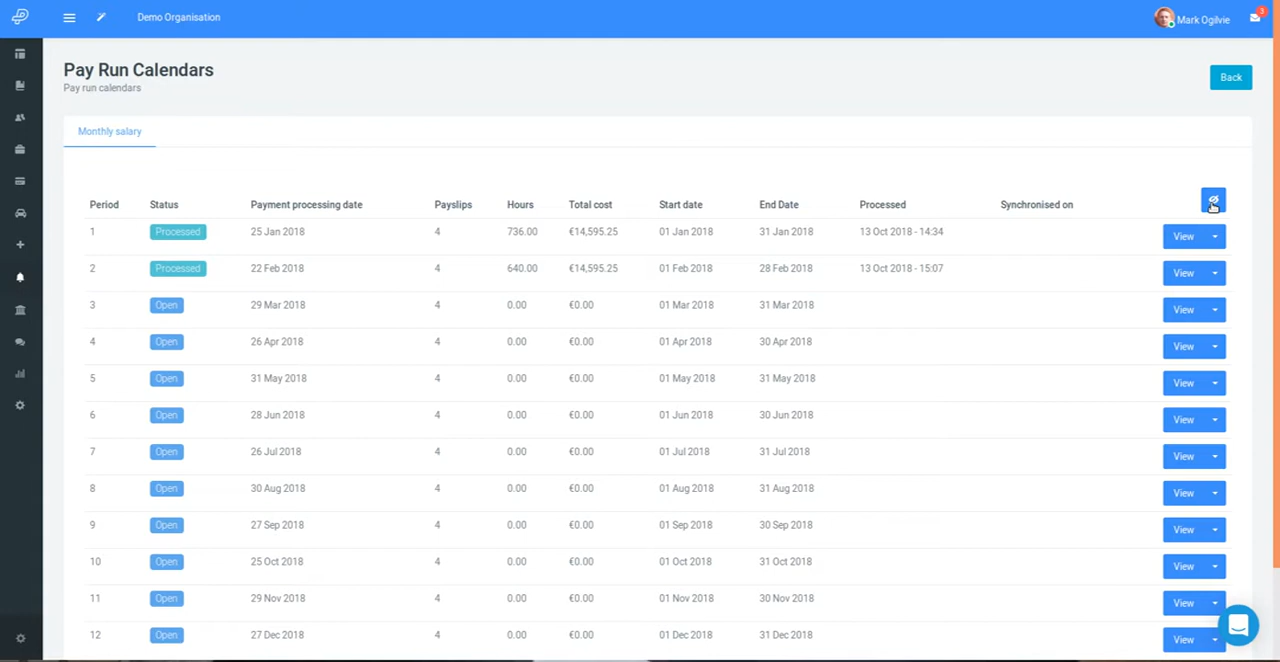 Demo Organisation
Mark Ogilvie
3
Pay Run Calendars
Pay run calendars
Back
Monthly salary
Period Status Payment processing date Payslips Hours Total cost Start date End Date Processed Synchronised on
1 Processed 25 Jan 2018 4 736.00 €14,595.25 01 Jan 2018 31 Jan 2018 13 Oct 2018 - 14:34 View
2 Processed 22 Feb 2018 4 640.00 €14,595.25 01 Feb 2018 28 Feb 2018 13 Oct 2018 - 15:07 View
3 Open 29 Mar 2018 4 0.00 €0.00 01 Mar 2018 31 Mar 2018 View
4 Open 26 Apr 2018 4 0.00 €0.00 01 Apr 2018 30 Apr 2018 View
5 Open 31 May 2018 4 0.00 €0.00 01 May 2018 31 May 2018 View
6 Open 28 Jun 2018 4 0.00 €0.00 01 Jun 2018 30 Jun 2018 View
7 Open 26 Jul 2018 4 0.00 €0.00 01 Jul 2018 31 Jul 2018 View
8 Open 30 Aug 2018 4 0.00 €0.00 01 Aug 2018 31 Aug 2018 View
9 Open 27 Sep 2018 4 0.00 €0.00 01 Sep 2018 30 Sep 2018 View
10 Open 25 Oct 2018 4 0.00 €0.00 01 Oct 2018 31 Oct 2018 View
11 Open 29 Nov 2018 4 0.00 €0.00 01 Nov 2018 30 Nov 2018 View
12 Open 27 Dec 2018 4 0.00 €0.00 01 Dec 2018 31 Dec 2018 View